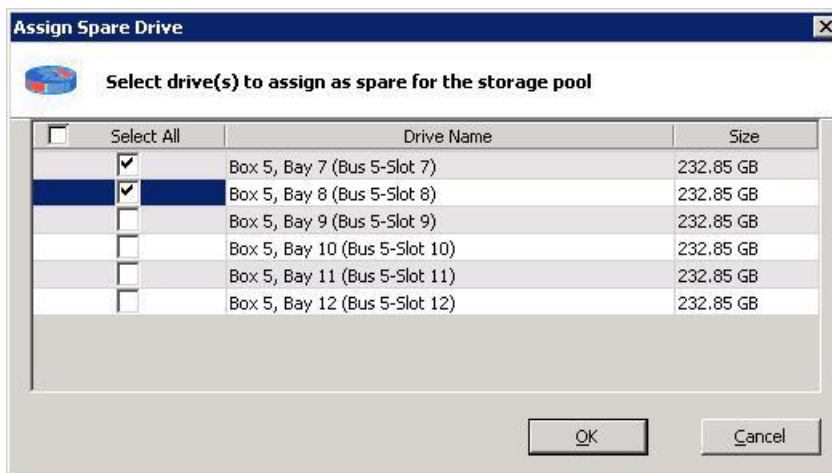 Assign Spare Drive
Select drive(s) to assign as spare for the storage pool
Select All Drive Name Size
Box 5, Bay 7 (Bus 5-Slot 7) 232.85 GB
Box 5, Bay 8 (Bus 5-Slot 8) 232.85 GB
Box 5, Bay 9 (Bus 5-Slot 9) 232.85 GB
Box 5, Bay 10 (Bus 5-Slot 10) 232.85 GB
Box 5, Bay 11 (Bus 5-Slot 11) 232.85 GB
Box 5, Bay 12 (Bus 5-Slot 12) 232.85 GB
OK Cancel